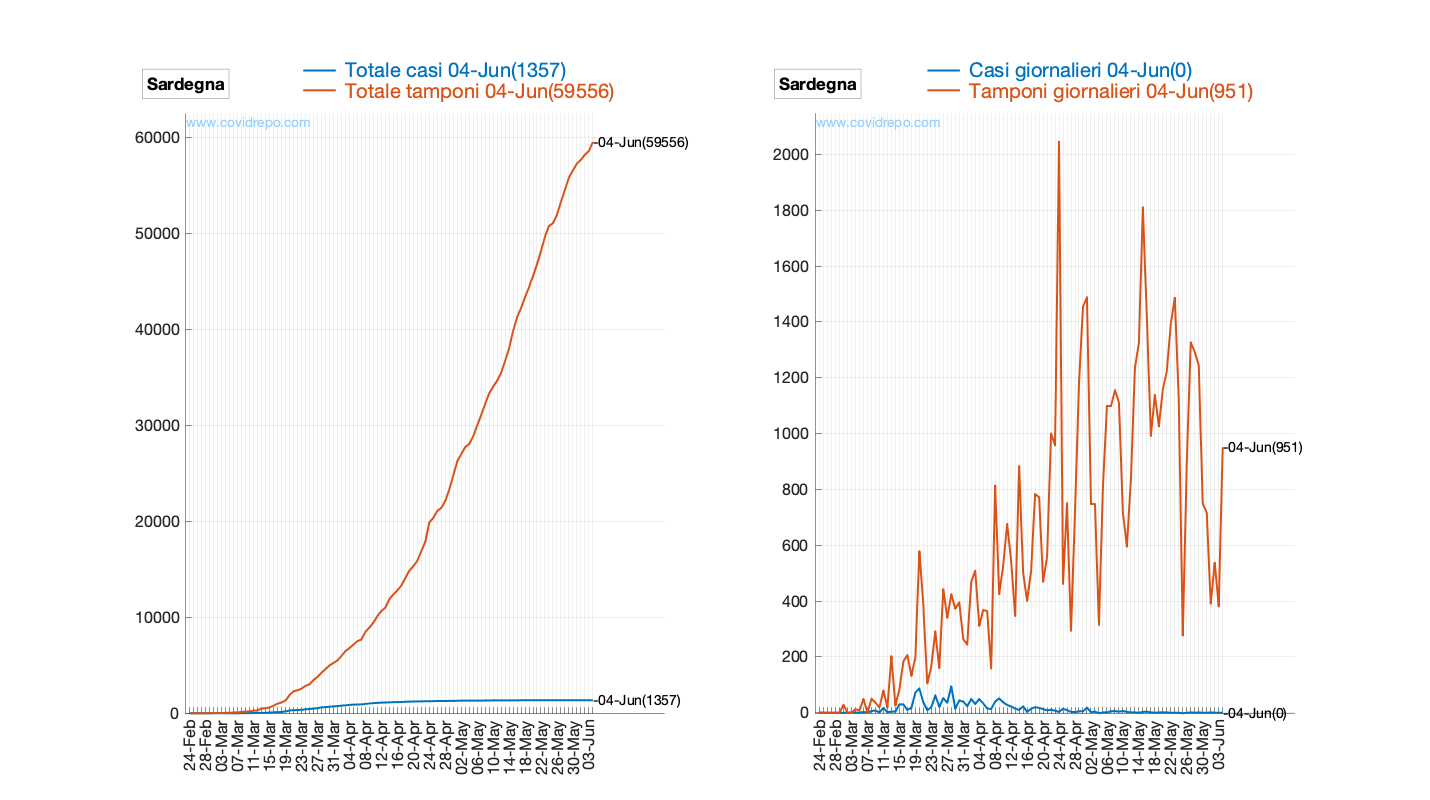 Sardegna
Totale casi 04-Jun(1357)
Totale tamponi 04-Jun(59556)
www.covidrepo.com
60000
50000
40000
30000
20000
10000
0
04-Jun(59556)
04-Jun(1357)
24-Feb
28-Feb
03-Mar
07-Mar
11-Mar
15-Mar
19-Mar
23-Mar
27-Mar
31-Mar
04-Apr
08-Apr
12-Apr
16-Apr
20-Apr
24-Apr
28-Apr
02-May
06-May
10-May
14-May
18-May
22-May
26-May
30-May
03-Jun
Sardegna
Casi giornalieri 04-Jun(0)
Tamponi giornalieri 04-Jun(951)
www.covidrepo.com
2000
1800
1600
1400
1200
1000
800
600
400
200
0
04-Jun(951)
04-Jun(0)
24-Feb
28-Feb
03-Mar
07-Mar
11-Mar
15-Mar
19-Mar
23-Mar
27-Mar
31-Mar
04-Apr
08-Apr
12-Apr
16-Apr
20-Apr
24-Apr
28-Apr
02-May
06-May
10-May
14-May
18-May
22-May
26-May
30-May
03-Jun